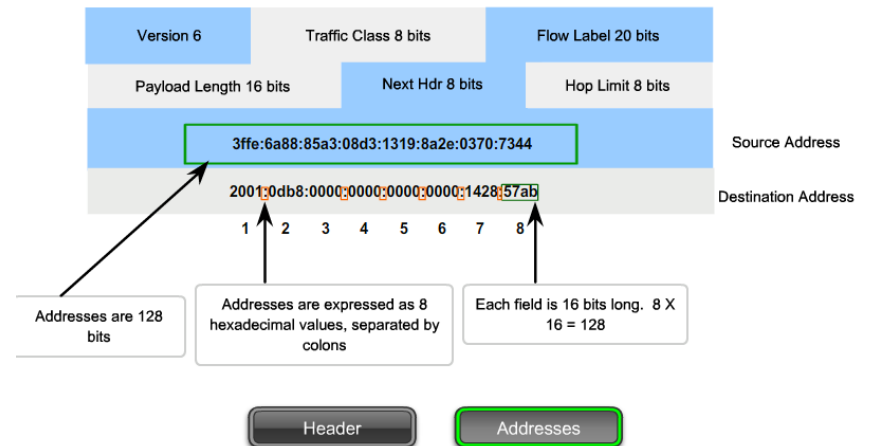 Version 6 Traffic Class 8 bits Flow Label 20 bits
Payload Length 16 bits Next Hdr 8 bits Hop Limit 8 bits
3ffe:6a88:85a3:08d3:1319:8a2e:0370:7344 Source Address
2001:0db8:0000:0000:0000:0000:1428:57ab Destination Address
1 2 3 4 5 6 7 8
Addresses are 128
bits
Addresses are expressed as 8
hexadecimal values, separated by
colons
Each field is 16 bits long. 8 X
16 = 128
Header Addresses